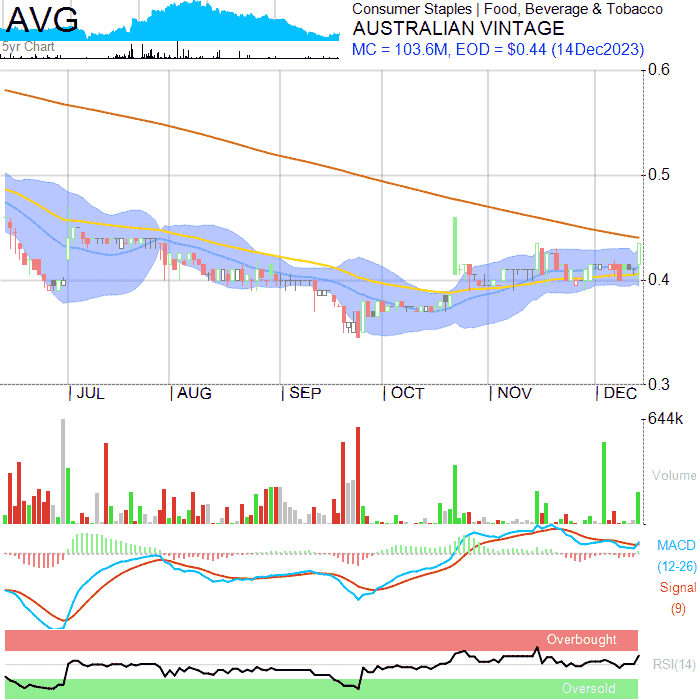 AVG
5yr Chart
Consumer Staples | Food, Beverage & Tobacco
AUSTRALIAN VINTAGE
MC = 103.6M, EOD = $0.44 (14Dec2023)
0.6
0.5
0.4
0.3
| JUL | AUG | SEP | OCT | NOV | DEC
644k
Volume
MACD
(12-26)
Signal
(9)
Overbought
RSI(14)
Oversold